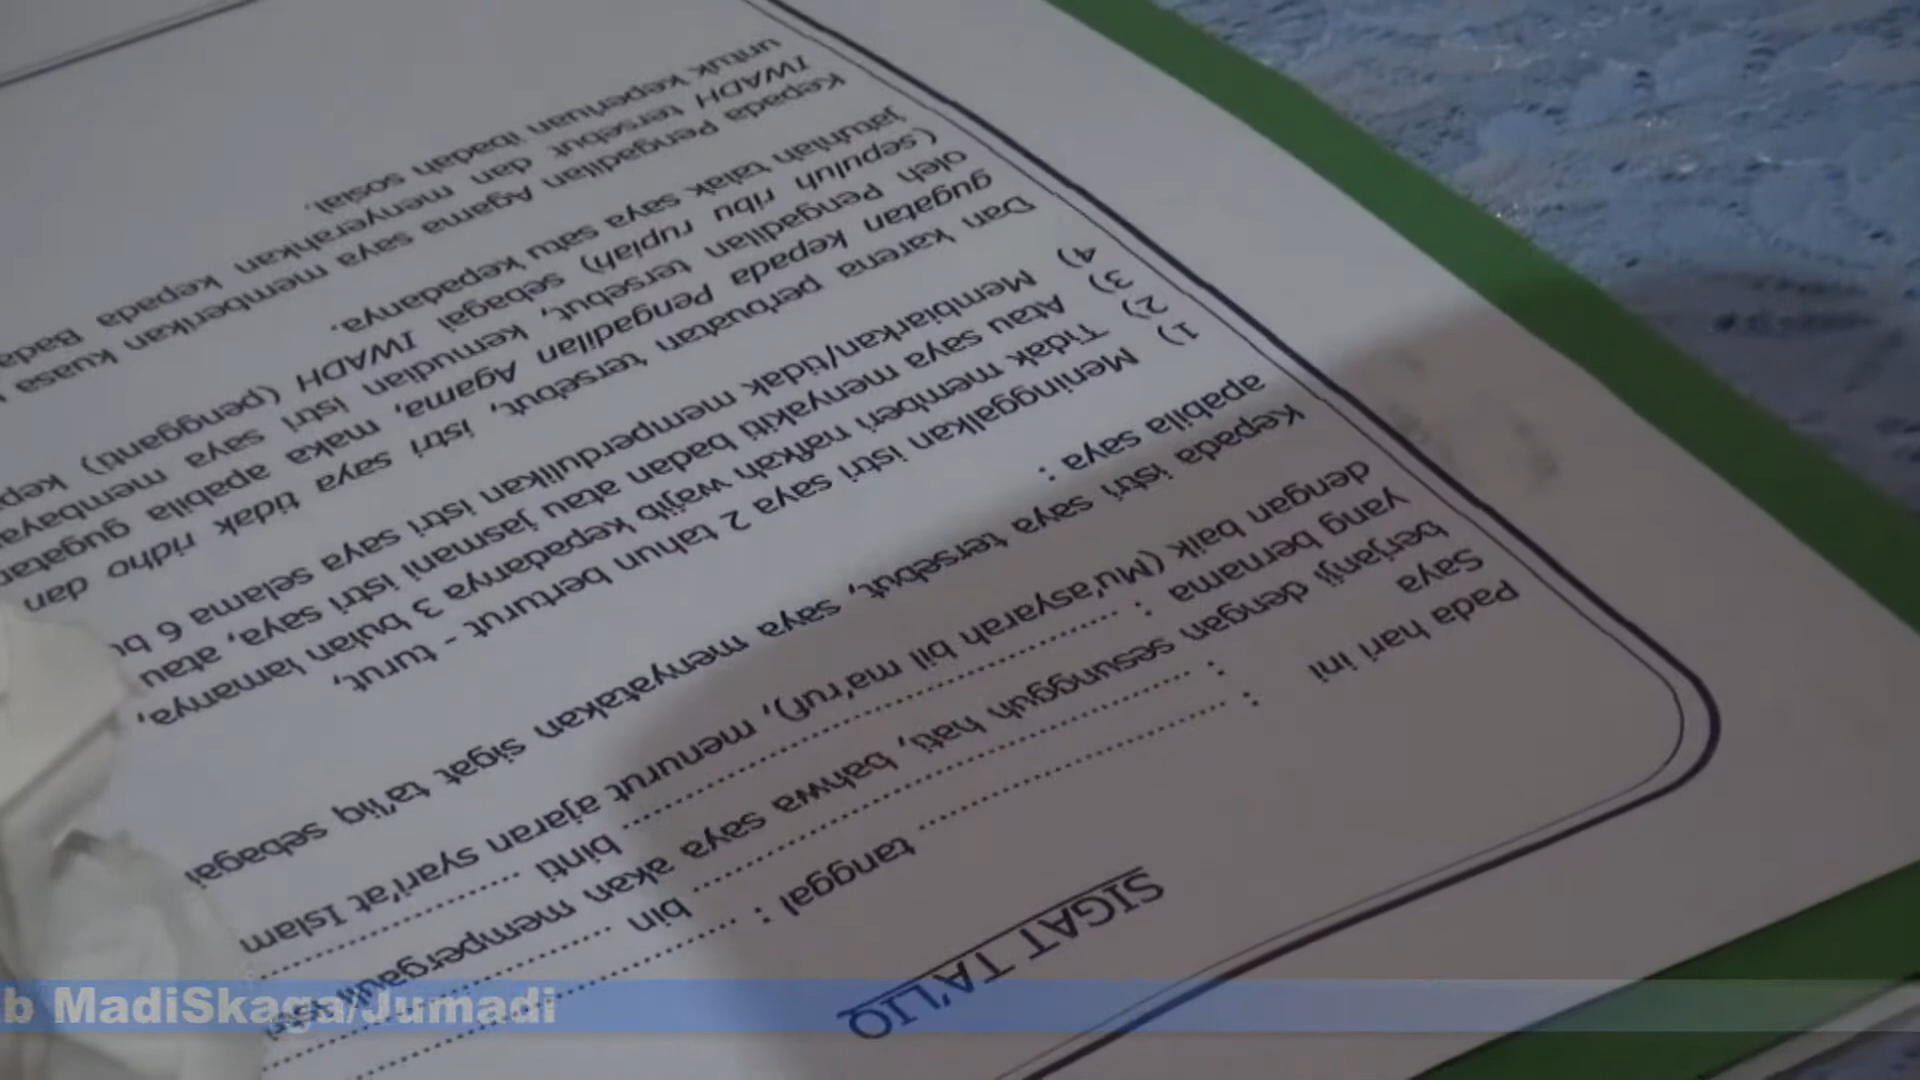 SIGAT TA'LIQ
Pada hari ini : .................... tanggal : ....................
Saya : .................... bin ....................
berjanji dengan sesungguh hati, bahwa saya akan mempergauli
yang bernama : .................... binti ....................
dengan baik (Mu'asyarah bil ma'ruf), menurut ajaran syari'at Islam
kepada istri saya tersebut, saya menyatakan sigat ta'liq sebagai
apabila saya :
1) Meninggalkan istri saya 2 tahun berturut - turut,
2) Tidak memberi nafkah wajib kepadanya 3 bulan lamanya,
3) Atau saya menyakiti badan atau jasmani istri saya, atau
4) Membiarkan/tidak memperdulikan istri saya selama 6
Dan karena perbuatan tersebut, istri saya tidak ridho dan
gugatan kepada Pengadilan Agama, maka apabila
oleh Pengadilan tersebut, kemudian istri saya
(sepuluh ribu rupiah) sebagai IWADH (pengganti)
jatuhlah talak saya satu kepadanya.
Kepada Pengadilan Agama saya memberikan kuasa
IWADH tersebut dan menyerahkan kepada
untuk keperluan ibadah sosial.
b MadiSkaga/Jumadi